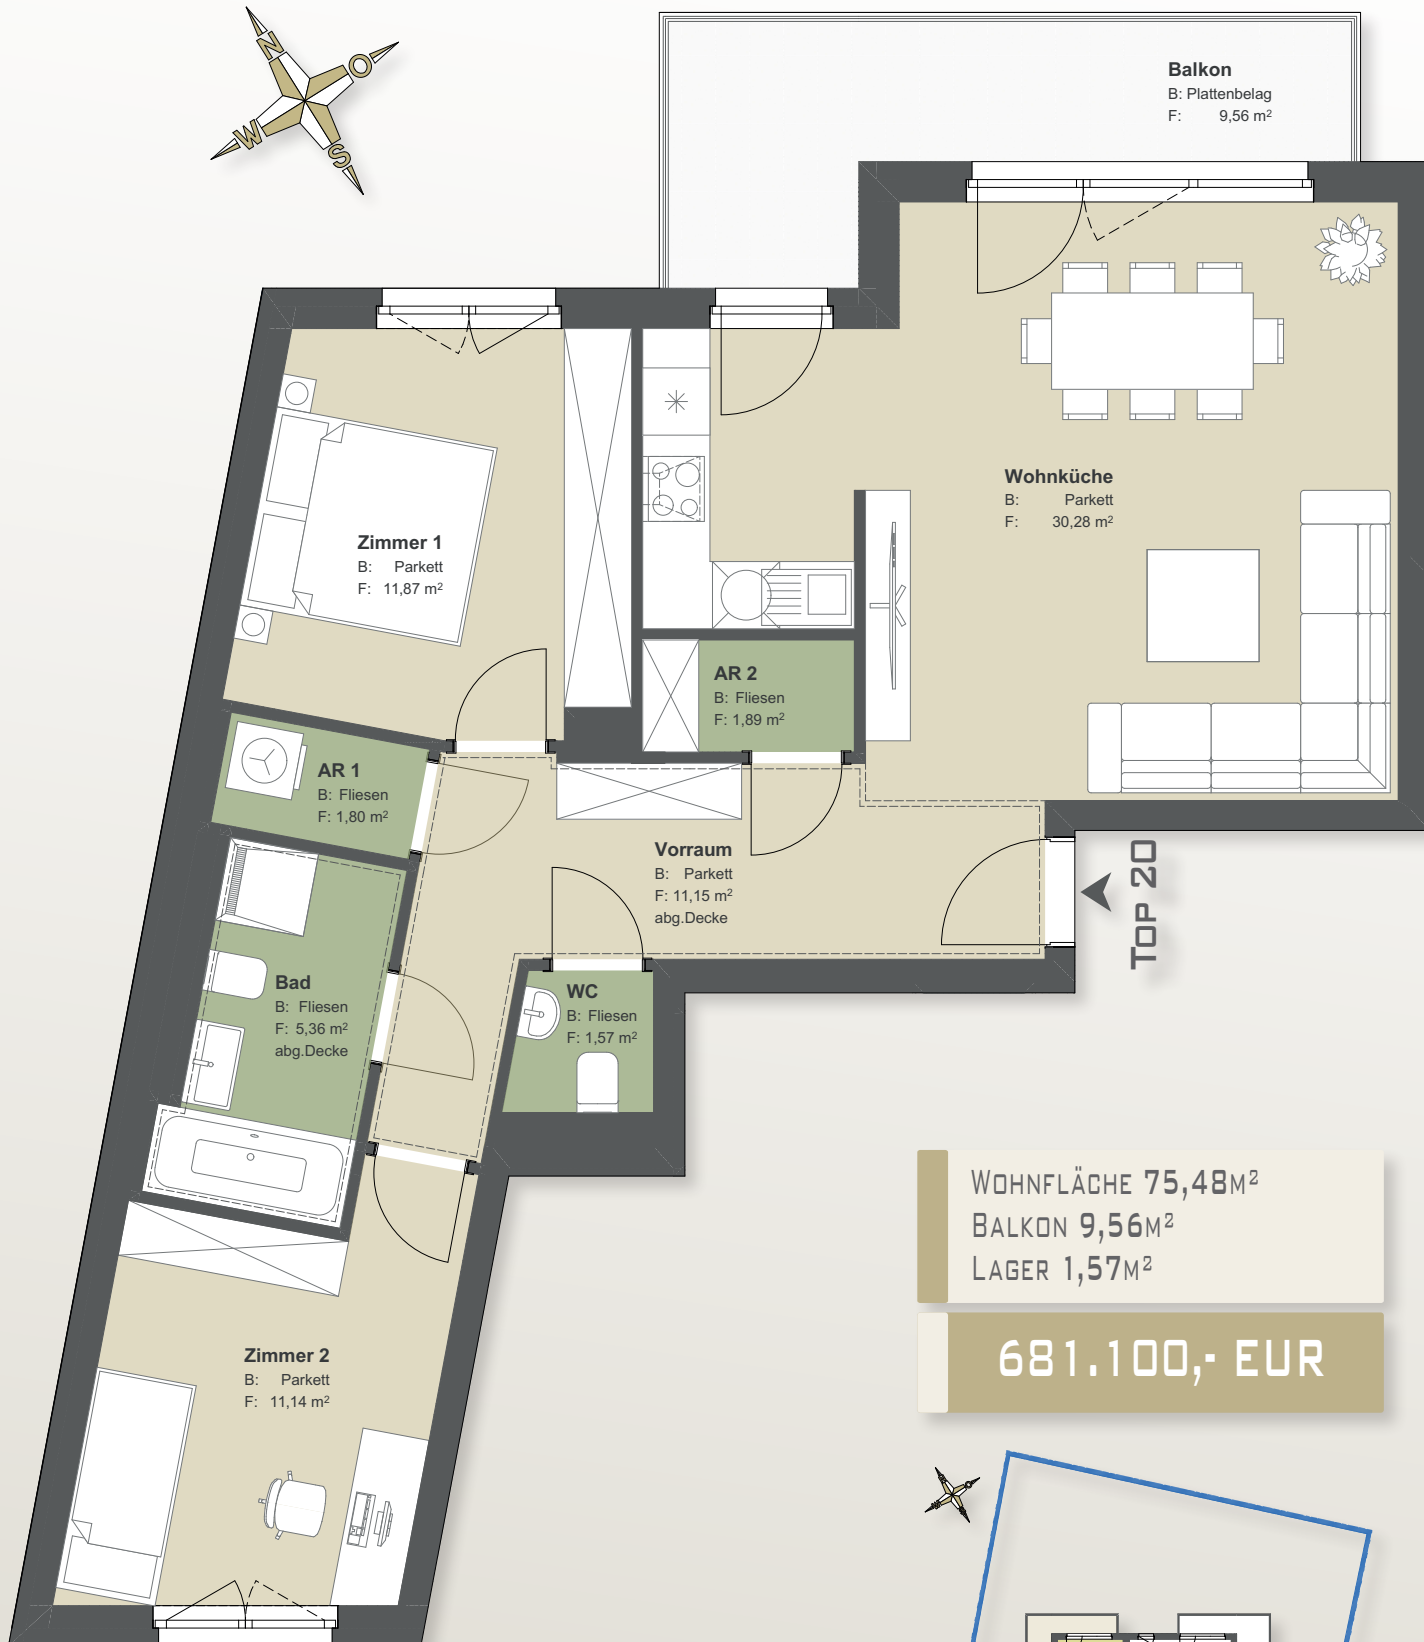 N
O
W
S
Balkon
B: Plattenbelag
F: 9,56 m²
Wohnküche
B: Parkett
F: 30,28 m²
Zimmer 1
B: Parkett
F: 11,87 m²
AR 2
B: Fliesen
F: 1,89 m²
AR 1
B: Fliesen
F: 1,80 m²
Vorraum
B: Parkett
F: 11,15 m²
abg.Decke
TOP 20
Bad
B: Fliesen
F: 5,36 m²
abg.Decke
WC
B: Fliesen
F: 1,57 m²
WOHNFLÄCHE 75,48M²
BALKON 9,56M²
LAGER 1,57M²
681.100,- EUR
Zimmer 2
B: Parkett
F: 11,14 m²